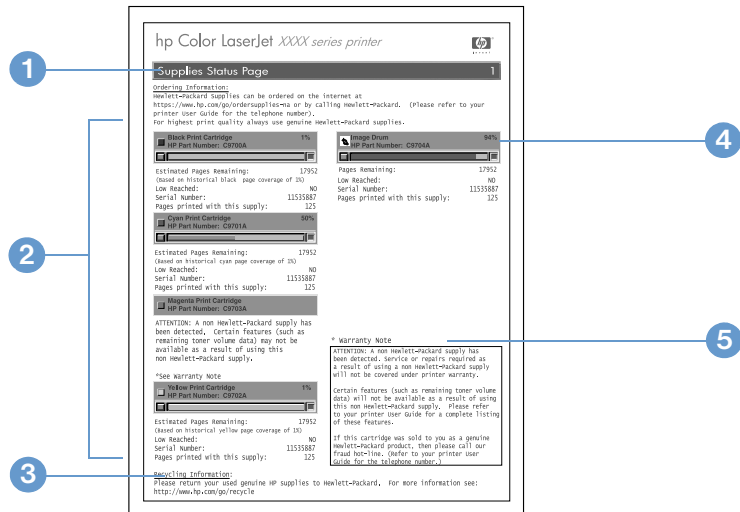 hp Color LaserJet XXXX series printer
hp
invent
1
Supplies Status Page 1
Ordering Information:
Hewlett-Packard Supplies can be ordered on the internet at
https://www.hp.com/go/ordersupplies-na or by calling Hewlett-Packard. (Please refer to your
printer User Guide for the telephone number).
For highest print quality always use genuine Hewlett-Packard supplies.
2
Black Print Cartridge 1%
HP Part Number: C9700A
Estimated Pages Remaining: 17952
(Based on historical black page coverage of 1%)
Low Reached: NO
Serial Number: 11535887
Pages printed with this supply: 125
Cyan Print Cartridge 50%
HP Part Number: C9701A
Estimated Pages Remaining: 17952
(Based on historical cyan page coverage of 1%)
Low Reached: NO
Serial Number: 11535887
Pages printed with this supply: 125
Magenta Print Cartridge
HP Part Number: C9703A
ATTENTION: A non Hewlett-Packard supply has
been detected, Certain features (such as
remaining toner volume data) may not be
available as a result of using this
non Hewlett-Packard supply.
*See Warranty Note
Yellow Print Cartridge 1%
HP Part Number: C9702A
Estimated Pages Remaining: 17952
(Based on historical yellow page coverage of 1%)
Low Reached: NO
Serial Number: 11535887
Pages printed with this supply: 125
4
Image Drum 94%
HP Part Number: C9704A
Pages Remaining: 17952
Low Reached: NO
Serial Number: 11535887
Pages printed with this supply: 125
5
* Warranty Note
ATTENTION: A non Hewlett-Packard supply has
been detected. Service or repairs required as
a result of using a non Hewlett-Packard supply
will not be covered under printer warranty.
Certain features (such as remaining toner volume
data) will not be available as a result of using
this non Hewlett-Packard supply. Please refer
to your printer User Guide for a complete listing
of these features.
If this cartridge was sold to you as a genuine
Hewlett-Packard product, then please call our
fraud hot-line. (Refer to your printer User
Guide for the telephone number.)
3
Recycling Information:
Please return your used genuine HP supplies to Hewlett-Packard. For more information see:
http://www.hp.com/go/recycle